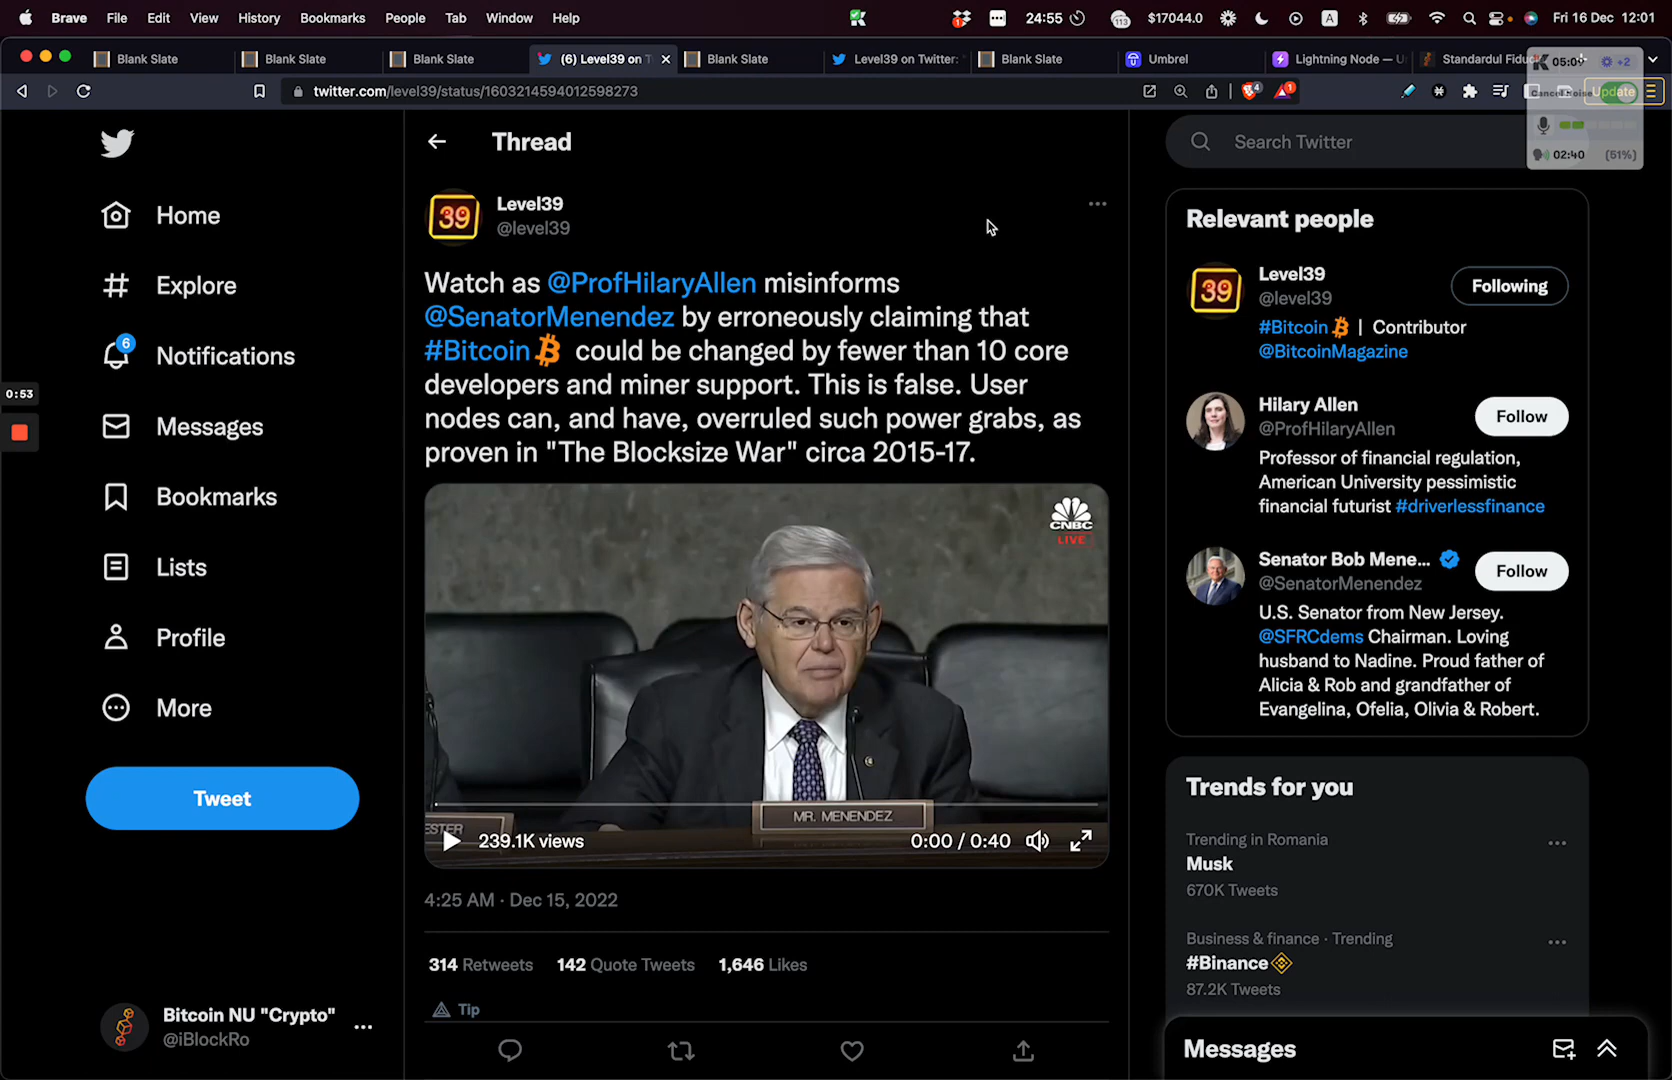 Brave File Edit View History Bookmarks People Tab Window Help
113 24:55 $17044.0 A Fri 16 Dec 12:01
Blank Slate Blank Slate Blank Slate (6) Level39 on T Blank Slate Level39 on Twitter: Blank Slate Umbrel Lightning Node — U Standardul Fiduc
twitter.com/level39/status/1603214594012598273
4 1
05:09 +2
Cancel Noise Update
02:40 (51%)
Home
Explore
6
Notifications
Messages
Bookmarks
Lists
Profile
More
Tweet
Bitcoin NU "Crypto"
@iBlockRo
0:53
Thread
39
Level39
@level39
Watch as @ProfHilaryAllen misinforms
@SenatorMenendez by erroneously claiming that
#Bitcoin could be changed by fewer than 10 core
developers and miner support. This is false. User
nodes can, and have, overruled such power grabs, as
proven in "The Blocksize War" circa 2015-17.
CNBC
LIVE
MR. MENENDEZ
ESTER
239.1K views 0:00 / 0:40
4:25 AM · Dec 15, 2022
314 Retweets 142 Quote Tweets 1,646 Likes
Tip
Search Twitter
Relevant people
39
Level39
@level39
Following
#Bitcoin | Contributor
@BitcoinMagazine
Hilary Allen
@ProfHilaryAllen
Follow
Professor of financial regulation,
American University pessimistic
financial futurist #driverlessfinance
Senator Bob Mene...
@SenatorMenendez
Follow
U.S. Senator from New Jersey.
@SFRCdems Chairman. Loving
husband to Nadine. Proud father of
Alicia & Rob and grandfather of
Evangelina, Ofelia, Olivia & Robert.
Trends for you
Trending in Romania
Musk
670K Tweets
Business & finance · Trending
#Binance
87.2K Tweets
Messages